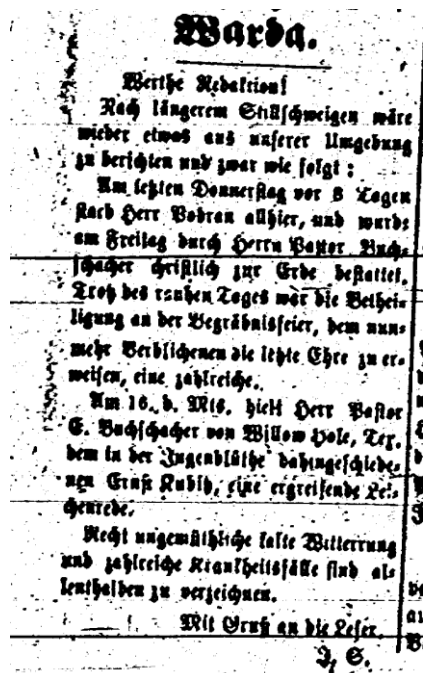 Warda.
Werthe Redaktion!
Nach längerem Stillschweigen wäre
wieder etwas aus unserer Umgebung
zu berichten und zwar wie folgt:
Am letzten Donnerstag vor 8 Tagen
starb Herr Bobran allhier, und wurde
am Freitag durch Herrn Pastor Buch-
schacher christlich zur Erde bestattet.
Trotz des rauhen Tages war die Bethei-
ligung an der Begräbnisfeier, dem nun-
mehr Verblichenen die letzte Ehre zu er-
weisen, eine zahlreiche.
Am 16. d. Mts. hielt Herr Pastor
E. Buchschacher von Willow Hole, Tex.
dem in der Jugendblüthe dahingeschiede-
nen Ernst Kubih, eine ergreifende Lei-
chenrede.
Recht ungemüthliche kalte Witterrung
und zahlreiche Krankheitsfälle sind al-
lenthalben zu verzeichnen.
Mit Gruß an die Leser.
S.